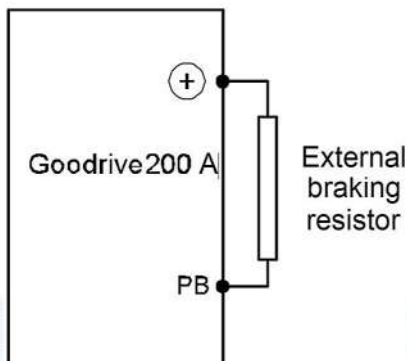 (+)
Goodrive200 A
External
braking
resistor
PB